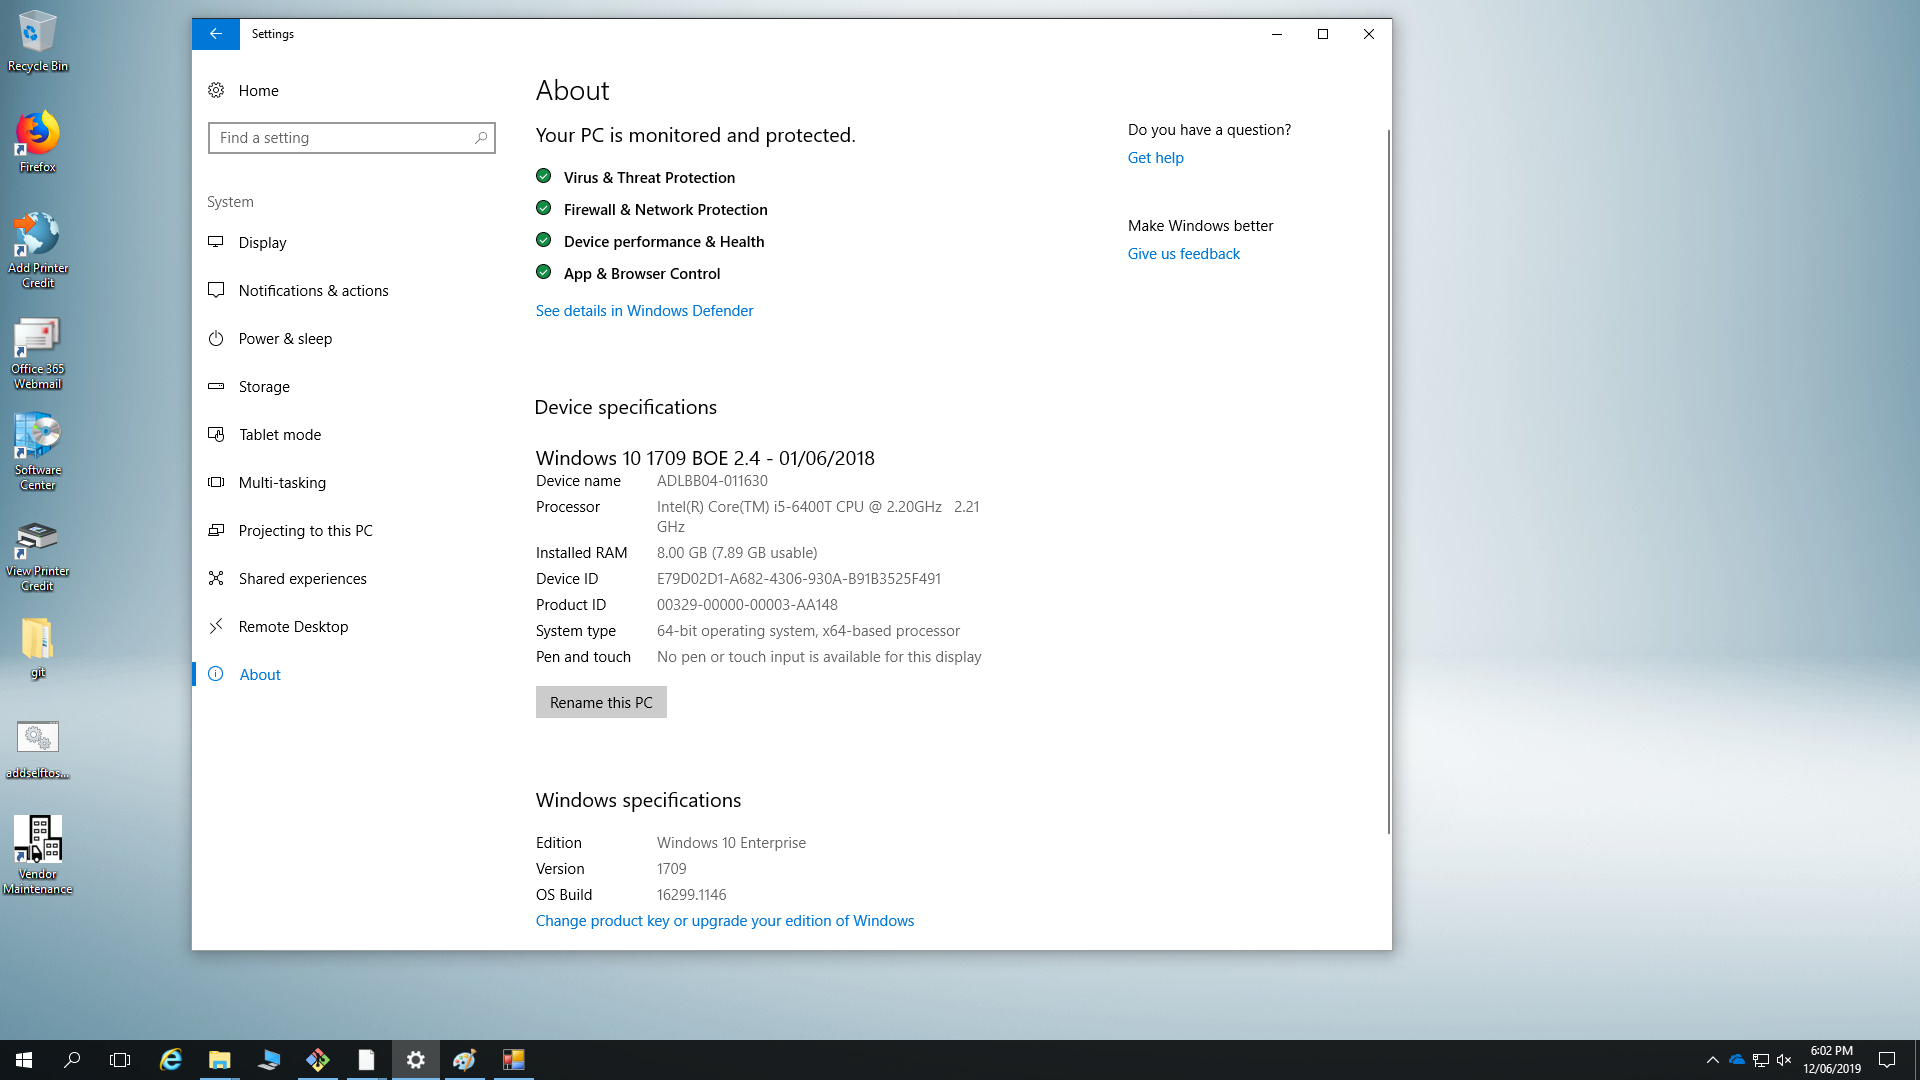 Recycle Bin
Firefox
Add Printer
Credit
Office 365
Webmail
Software
Center
View Printer
Credit
git
addselftos...
Vendor
Maintenance
Settings
Home
Find a setting
System
Display
Notifications & actions
Power & sleep
Storage
Tablet mode
Multi-tasking
Projecting to this PC
Shared experiences
Remote Desktop
About
About
Your PC is monitored and protected.
Virus & Threat Protection
Firewall & Network Protection
Device performance & Health
App & Browser Control
See details in Windows Defender
Device specifications
Windows 10 1709 BOE 2.4 - 01/06/2018
Device name ADLBB04-011630
Processor Intel(R) Core(TM) i5-6400T CPU @ 2.20GHz 2.21
GHz
Installed RAM 8.00 GB (7.89 GB usable)
Device ID E79D02D1-A682-4306-930A-B91B3525F491
Product ID 00329-00000-00003-AA148
System type 64-bit operating system, x64-based processor
Pen and touch No pen or touch input is available for this display
Rename this PC
Windows specifications
Edition Windows 10 Enterprise
Version 1709
OS Build 16299.1146
Change product key or upgrade your edition of Windows
Do you have a question?
Get help
Make Windows better
Give us feedback
6:02 PM
12/06/2019